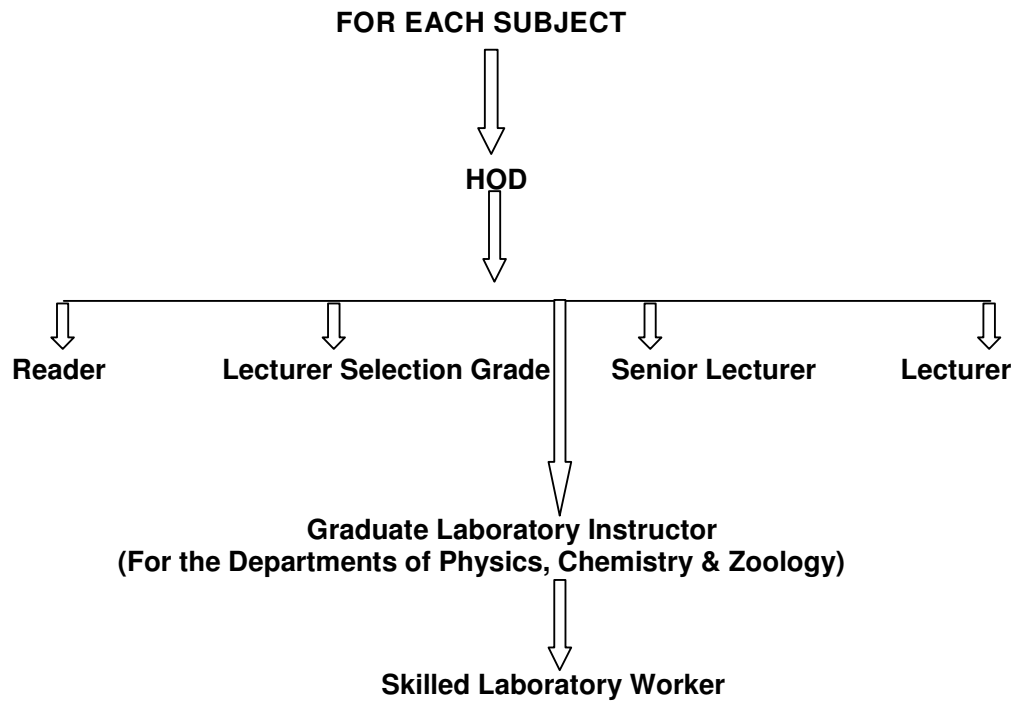 FOR EACH SUBJECT
HOD
Reader
Lecturer Selection Grade
Senior Lecturer
Lecturer
Graduate Laboratory Instructor
(For the Departments of Physics, Chemistry & Zoology)
Skilled Laboratory Worker